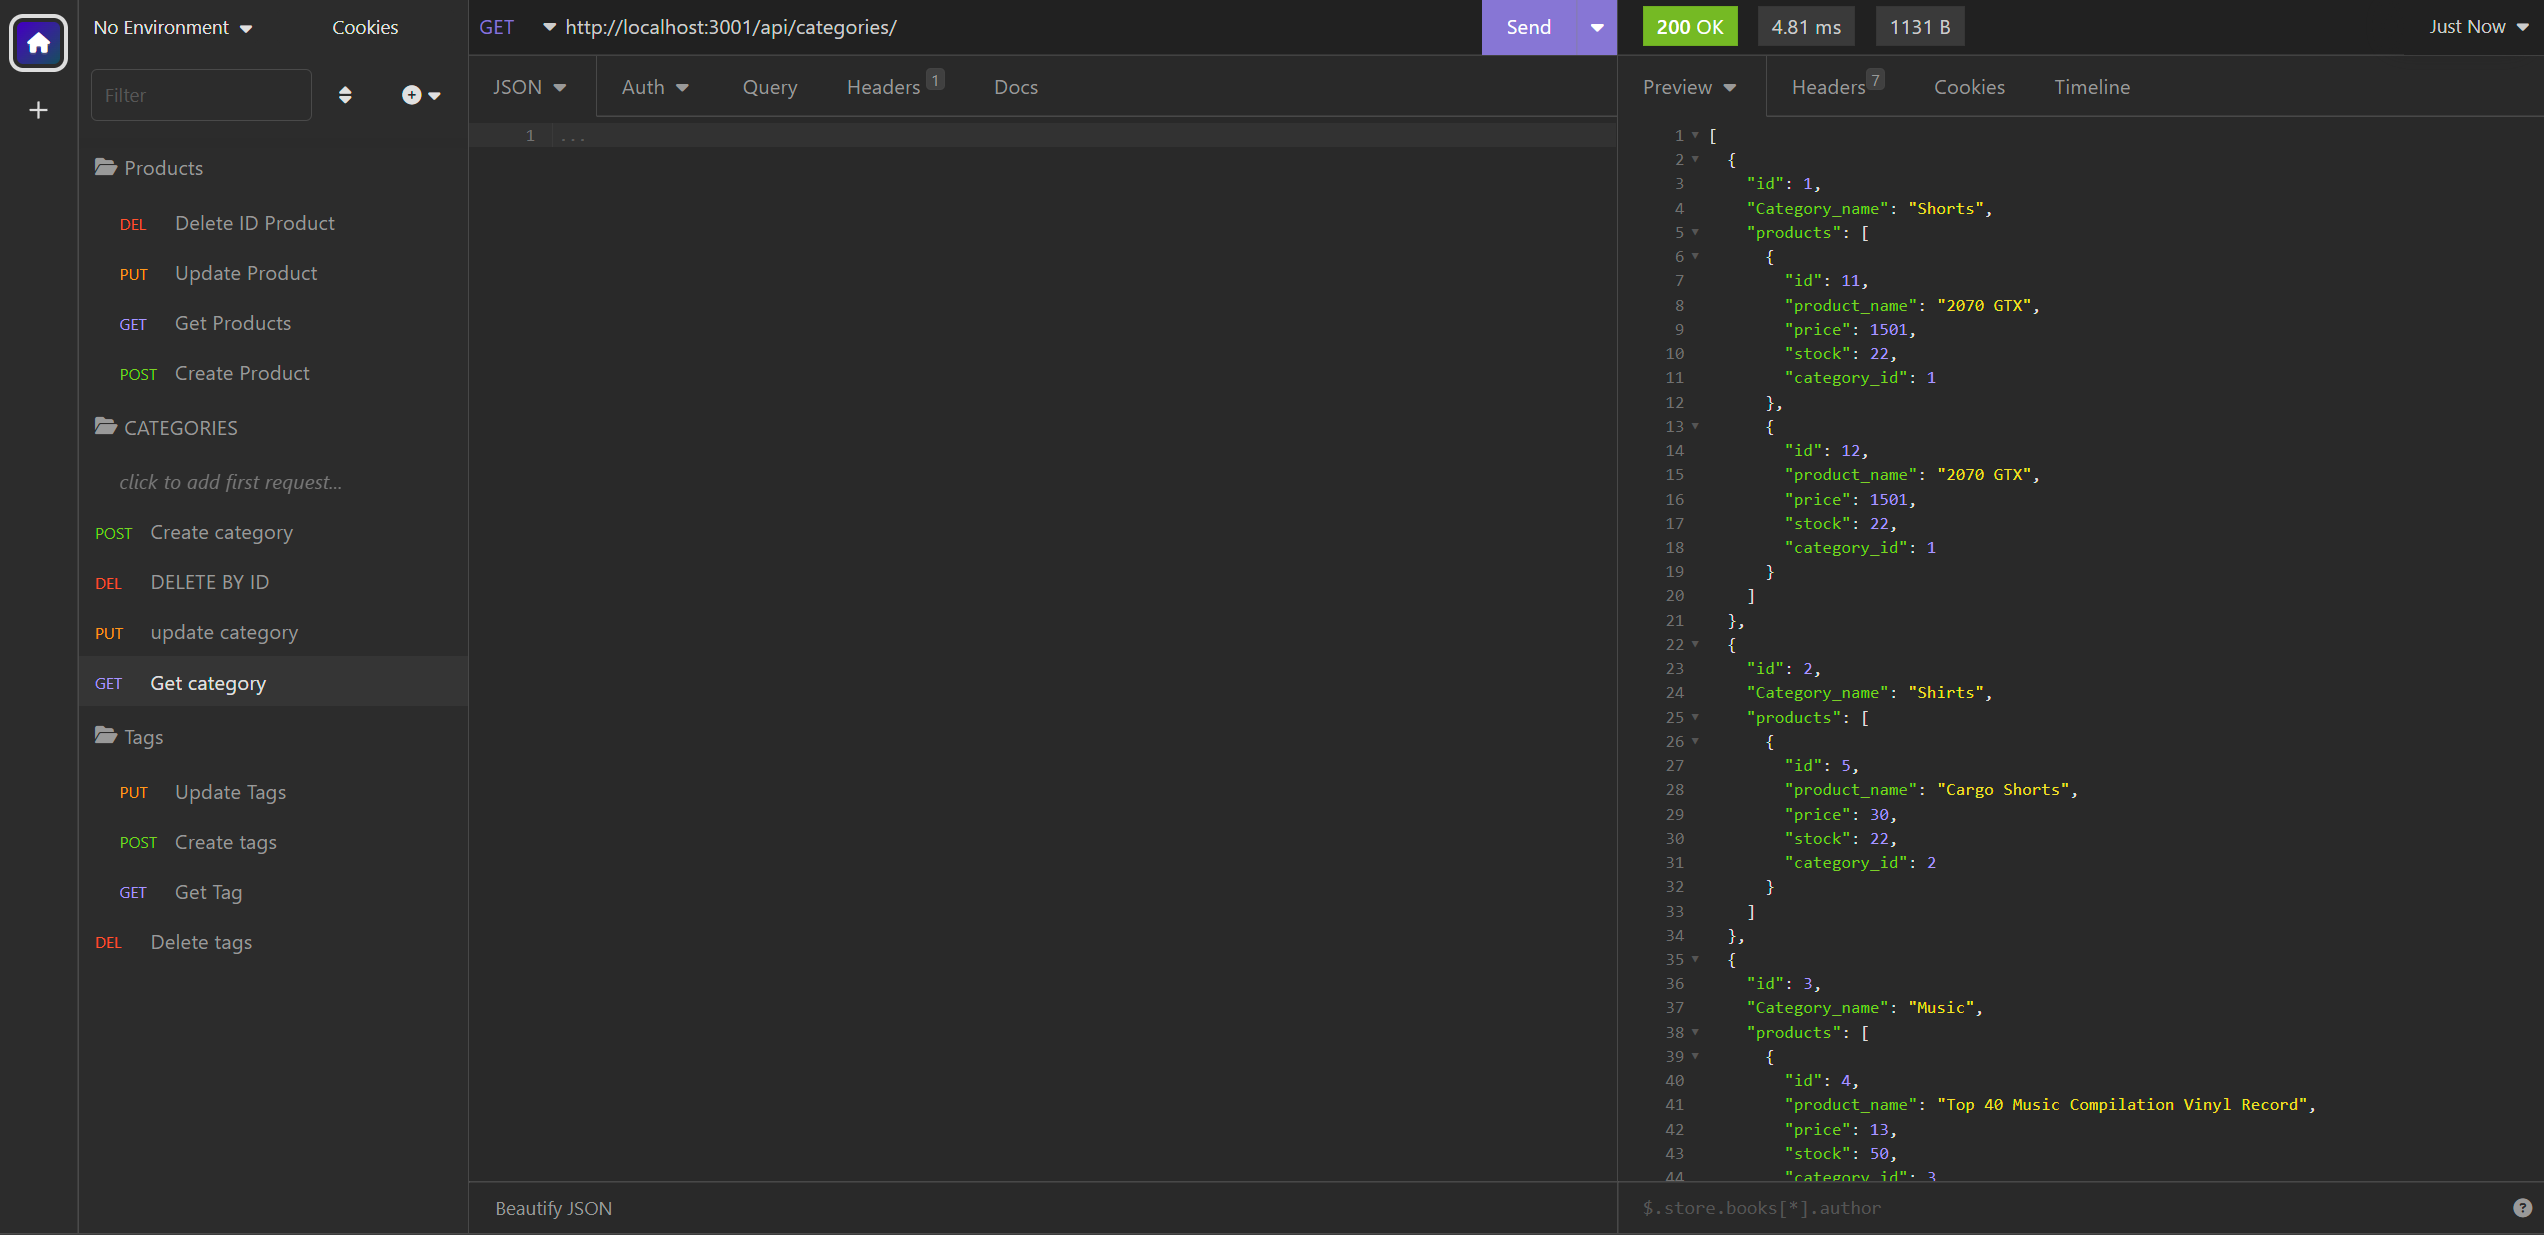 No Environment
Cookies
Filter
Products
DEL Delete ID Product
PUT Update Product
GET Get Products
POST Create Product
CATEGORIES
click to add first request...
POST Create category
DEL DELETE BY ID
PUT update category
GET Get category
Tags
PUT Update Tags
POST Create tags
GET Get Tag
DEL Delete tags
GET http://localhost:3001/api/categories/
Send
JSON Auth Query Headers 1 Docs
1 ...
Beautify JSON
200 OK 4.81 ms 1131 B Just Now
Preview Headers 7 Cookies Timeline
1 [
2 {
3 "id": 1,
4 "Category_name": "Shorts",
5 "products": [
6 {
7 "id": 11,
8 "product_name": "2070 GTX",
9 "price": 1501,
10 "stock": 22,
11 "category_id": 1
12 },
13 {
14 "id": 12,
15 "product_name": "2070 GTX",
16 "price": 1501,
17 "stock": 22,
18 "category_id": 1
19 }
20 ]
21 },
22 {
23 "id": 2,
24 "Category_name": "Shirts",
25 "products": [
26 {
27 "id": 5,
28 "product_name": "Cargo Shorts",
29 "price": 30,
30 "stock": 22,
31 "category_id": 2
32 }
33 ]
34 },
35 {
36 "id": 3,
37 "Category_name": "Music",
38 "products": [
39 {
40 "id": 4,
41 "product_name": "Top 40 Music Compilation Vinyl Record",
42 "price": 13,
43 "stock": 50,
44 "category_id": 3
$.store.books[*].author
?